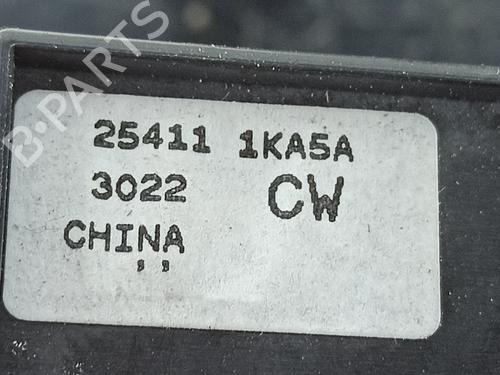 B-PARTS
25411 1KA5A
3022 CW
CHINA
,,